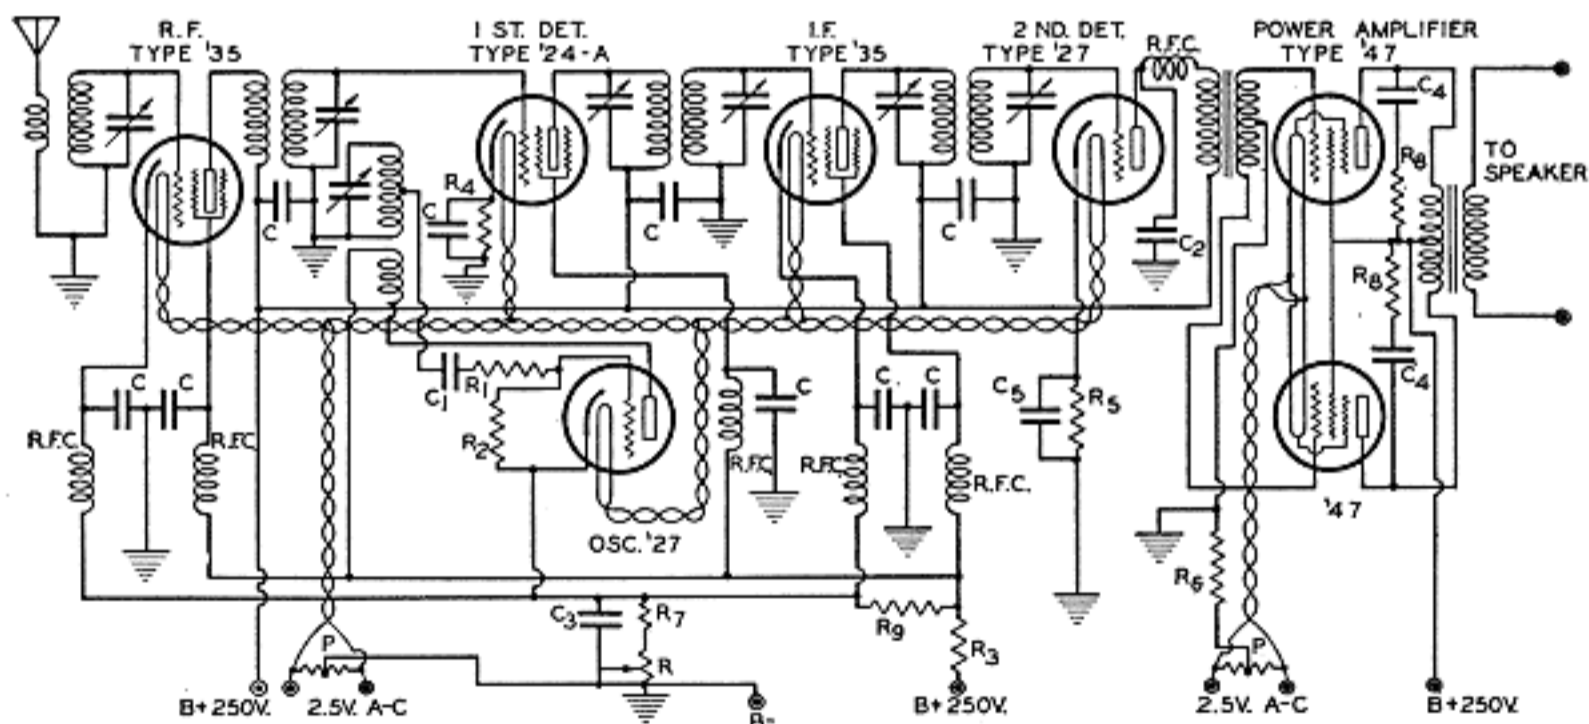 R.F.
TYPE '35
1 ST. DET.
TYPE '24-A
I.F.
TYPE '35
2 ND. DET.
TYPE '27
R.F.C.
POWER AMPLIFIER
TYPE '47
C4
R8
TO
SPEAKER
R4
C
C
C
C
C2
R8
C4
C
C
C1
R1
R2
C
C.
C
C5
R5
R.F.C.
R.F.C.
R.F.C.
R.F.C.
R.F.C.
OSC. '27
'47
R6
C3
R7
R9
R3
P
R
P
B+250V.
2.5V. A-C
B-
B+250V.
2.5V. A-C
B+250V.